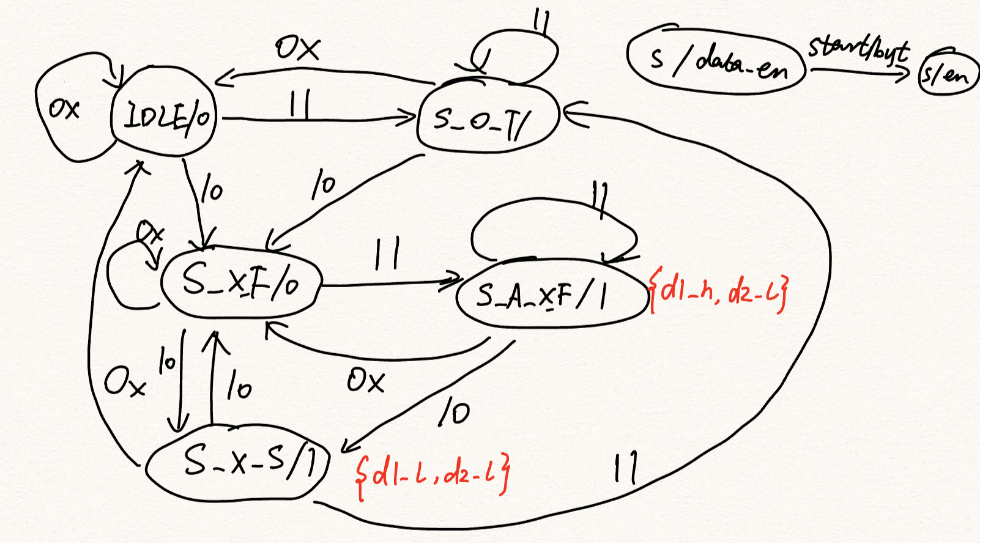 0x
11
s/data_en
start/byt
s/en
0x
IDLE/0
11
S_O_T/
10
10
11
0x
S_xF/0
11
S_A_xF/1
{d1_h, d2_l}
0x
10
10
0x
10
S_x_S/1
{d1_l, d2_l}
11